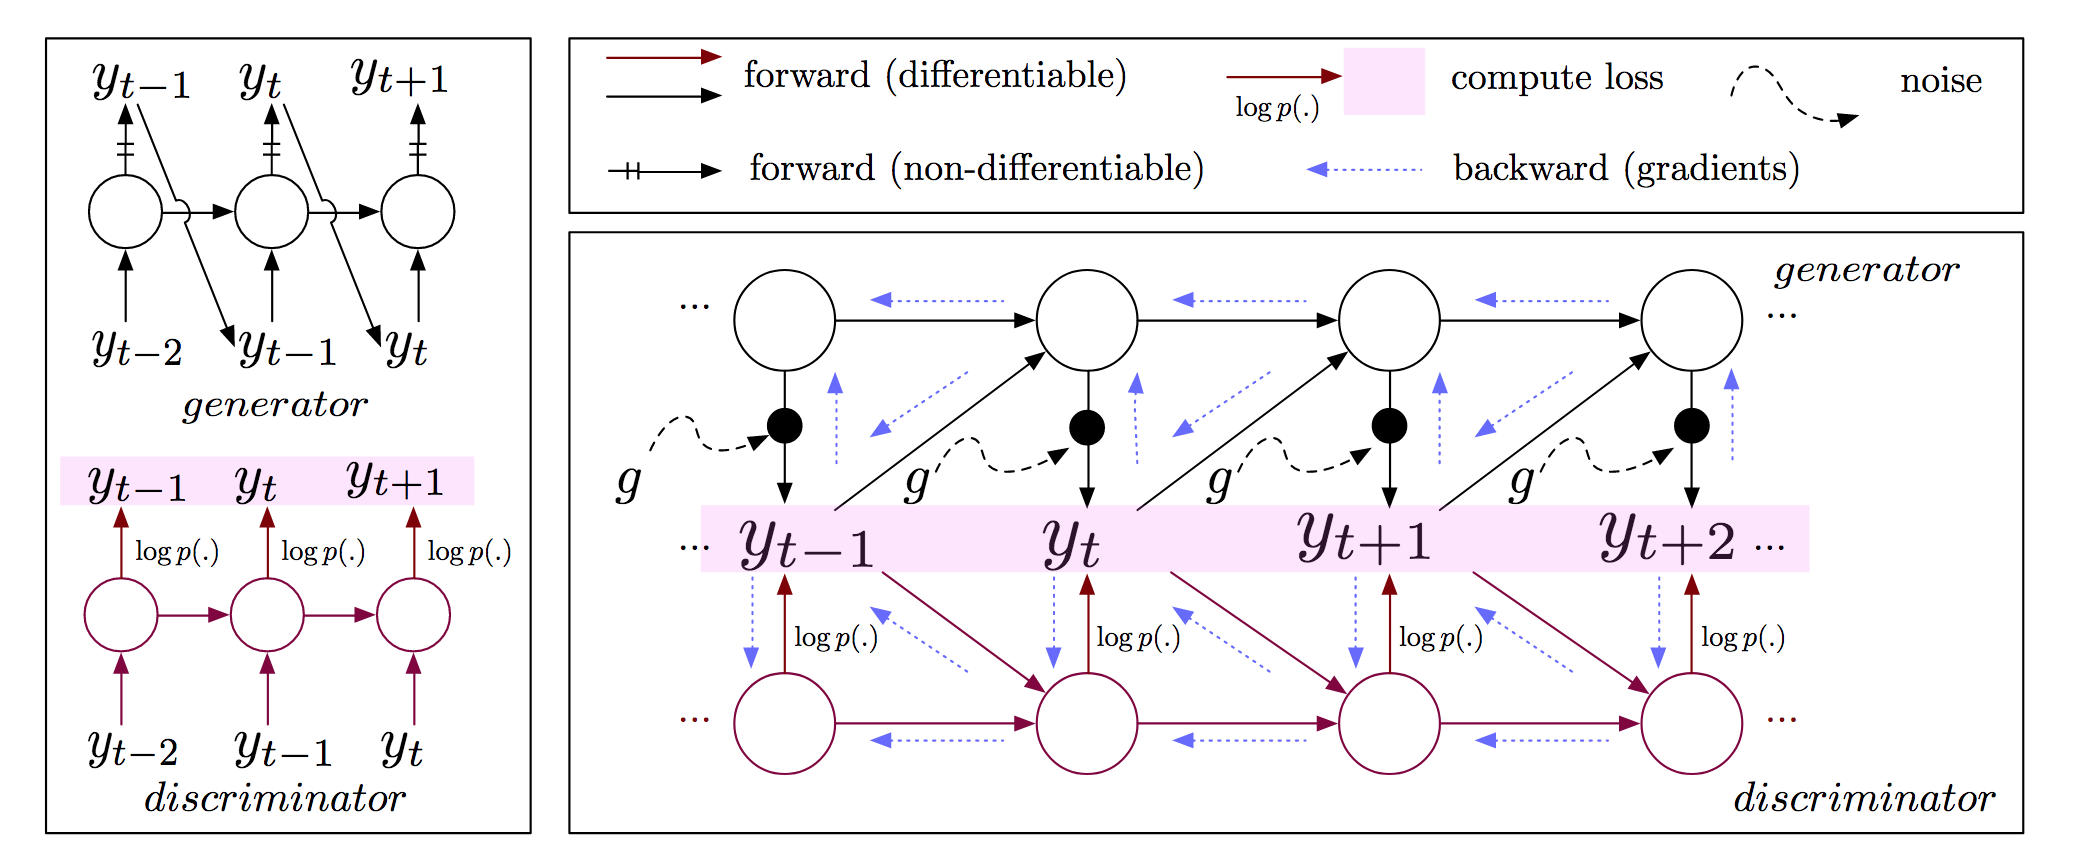 y_{t-1} y_t y_{t+1}
y_{t-2} y_{t-1} y_t
generator
y_{t-1} y_t y_{t+1}
log p(.) log p(.) log p(.)
y_{t-2} y_{t-1} y_t
discriminator
forward (differentiable)
log p(.)
compute loss
noise
forward (non-differentiable)
backward (gradients)
generator
... ...
g g g g
... y_{t-1} y_t y_{t+1} y_{t+2} ...
log p(.) log p(.) log p(.) log p(.)
... ...
discriminator